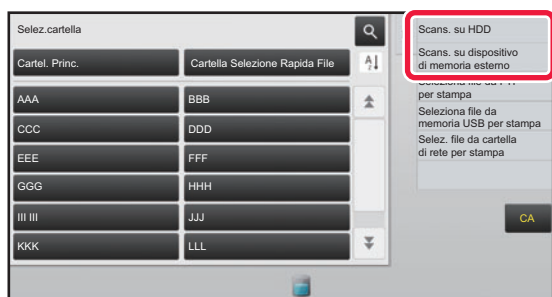 Selez.cartella
Cartel. Princ.
Cartella Selezione Rapida File
AAA
BBB
CCC
DDD
EEE
FFF
GGG
HHH
III III
JJJ
KKK
LLL
Scans. su HDD
Scans. su dispositivo
di memoria esterno
per stampa
Seleziona file da
memoria USB per stampa
Selez. file da cartella
di rete per stampa
CA